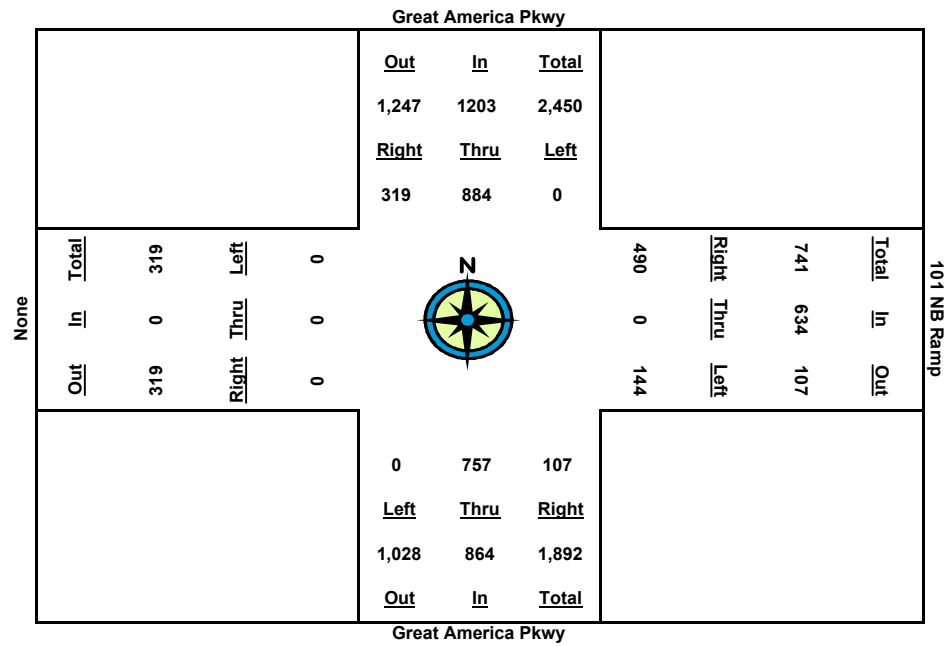 Great America Pkwy
Out In Total
1,247 1203 2,450
Right Thru Left
319 884 0
None
Total 319 Left 0
In 0 Thru 0
Out 319 Right 0
N
490 Right 741 Total
0 Thru 634 In
144 Left 107 Out
101 NB Ramp
0 757 107
Left Thru Right
1,028 864 1,892
Out In Total
Great America Pkwy